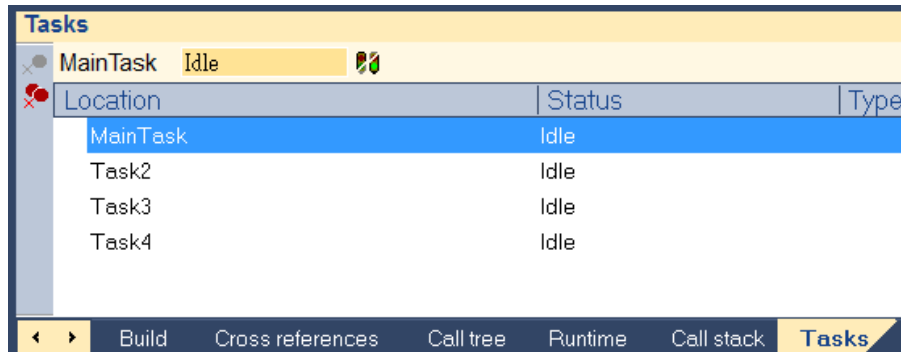 Tasks
MainTask Idle
Location Status Type
MainTask Idle
Task2 Idle
Task3 Idle
Task4 Idle
Build Cross references Call tree Runtime Call stack Tasks